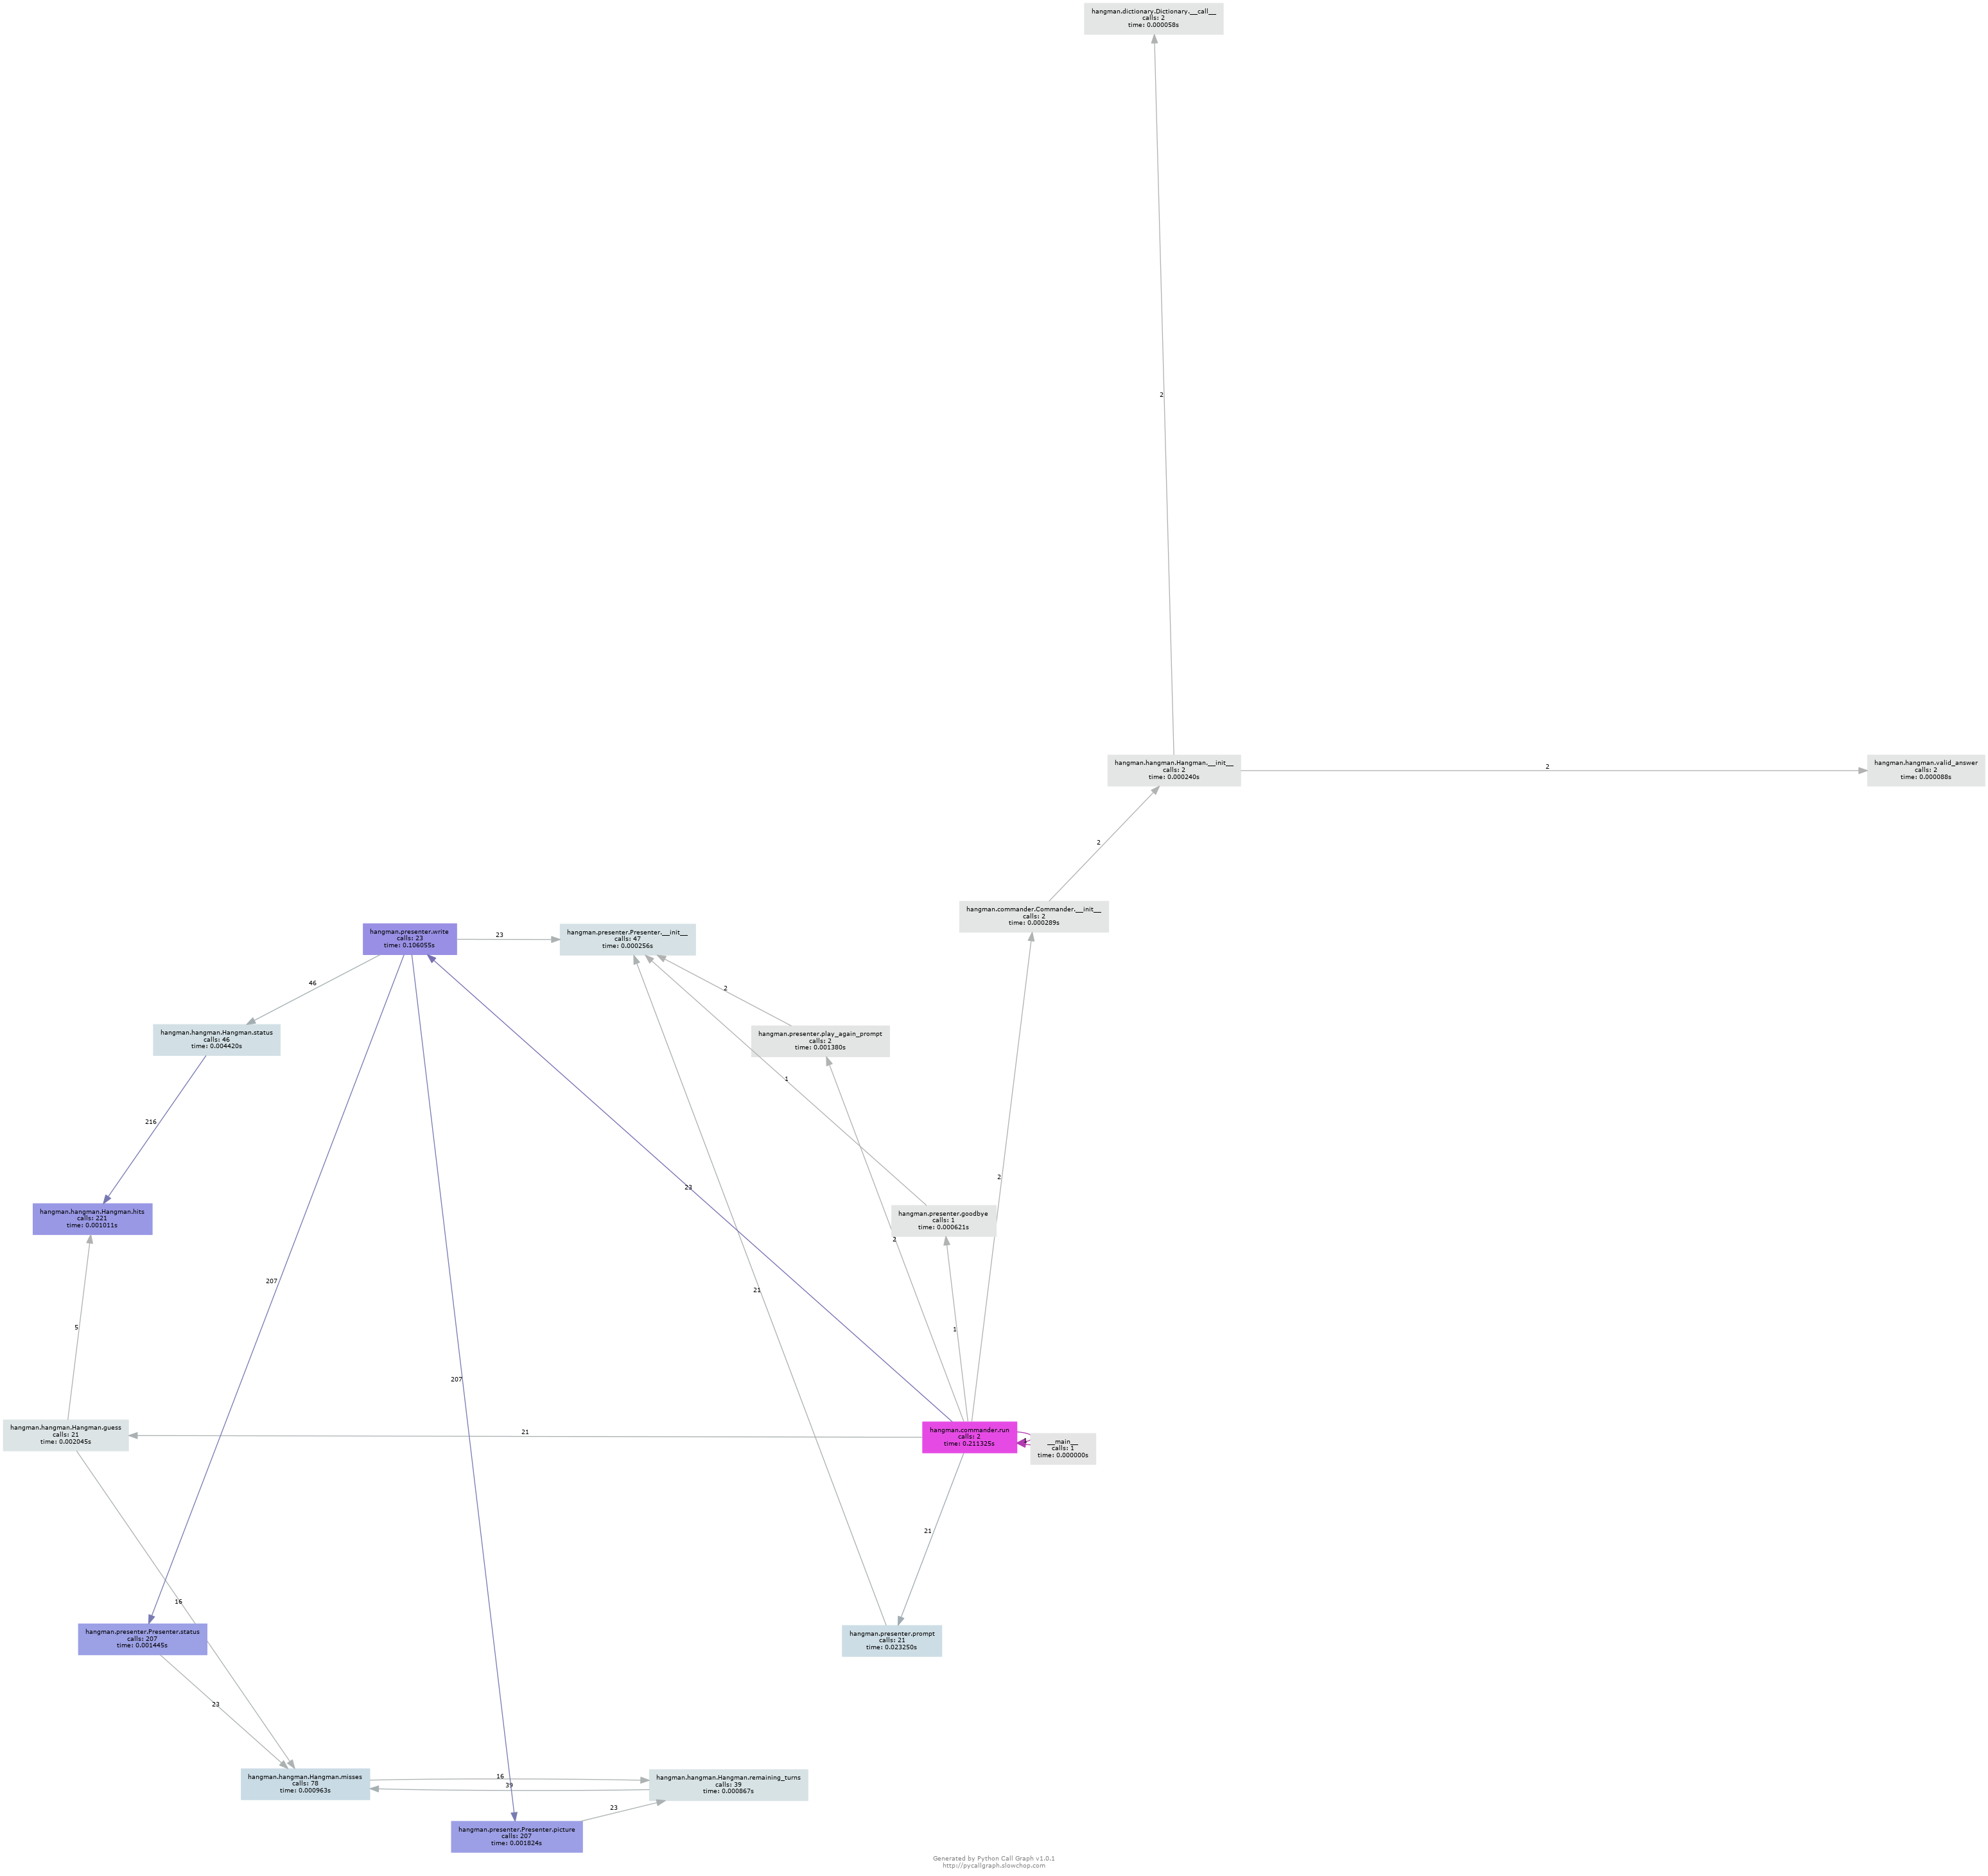 hangman.dictionary.Dictionary.__call__
calls: 2
time: 0.000058s
2
hangman.hangman.Hangman.__init__
calls: 2
time: 0.000240s
2
hangman.hangman.valid_answer
calls: 2
time: 0.000088s
2
hangman.commander.Commander.__init__
calls: 2
time: 0.000289s
hangman.presenter.write
calls: 23
time: 0.106055s
23
hangman.presenter.Presenter.__init__
calls: 47
time: 0.000256s
46
2
hangman.hangman.Hangman.status
calls: 46
time: 0.004420s
hangman.presenter.play_again_prompt
calls: 2
time: 0.001380s
1
216
2
23
hangman.hangman.Hangman.hits
calls: 221
time: 0.001011s
hangman.presenter.goodbye
calls: 1
time: 0.000621s
2
207
21
5
1
207
hangman.hangman.Hangman.guess
calls: 21
time: 0.002045s
21
hangman.commander.run
calls: 2
time: 0.211325s
__main__
calls: 1
time: 0.000000s
21
16
hangman.presenter.Presenter.status
calls: 207
time: 0.001445s
hangman.presenter.prompt
calls: 21
time: 0.023250s
23
hangman.hangman.Hangman.misses
calls: 78
time: 0.000963s
16
39
hangman.hangman.Hangman.remaining_turns
calls: 39
time: 0.000867s
23
hangman.presenter.Presenter.picture
calls: 207
time: 0.001824s
Generated by Python Call Graph v1.0.1
http://pycallgraph.slowchop.com